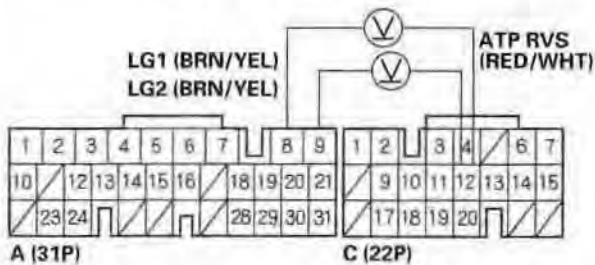 V
V
ATP RVS
(RED/WHT)
LG1 (BRN/YEL)
LG2 (BRN/YEL)
1 2 3 4 5 6 7 8 9
10 12 13 14 15 16 18 19 20 21
23 24 28 29 30 31
A (31P)
1 2 3 4 6 7
9 10 11 12 13 14 15
17 18 19 20
C (22P)